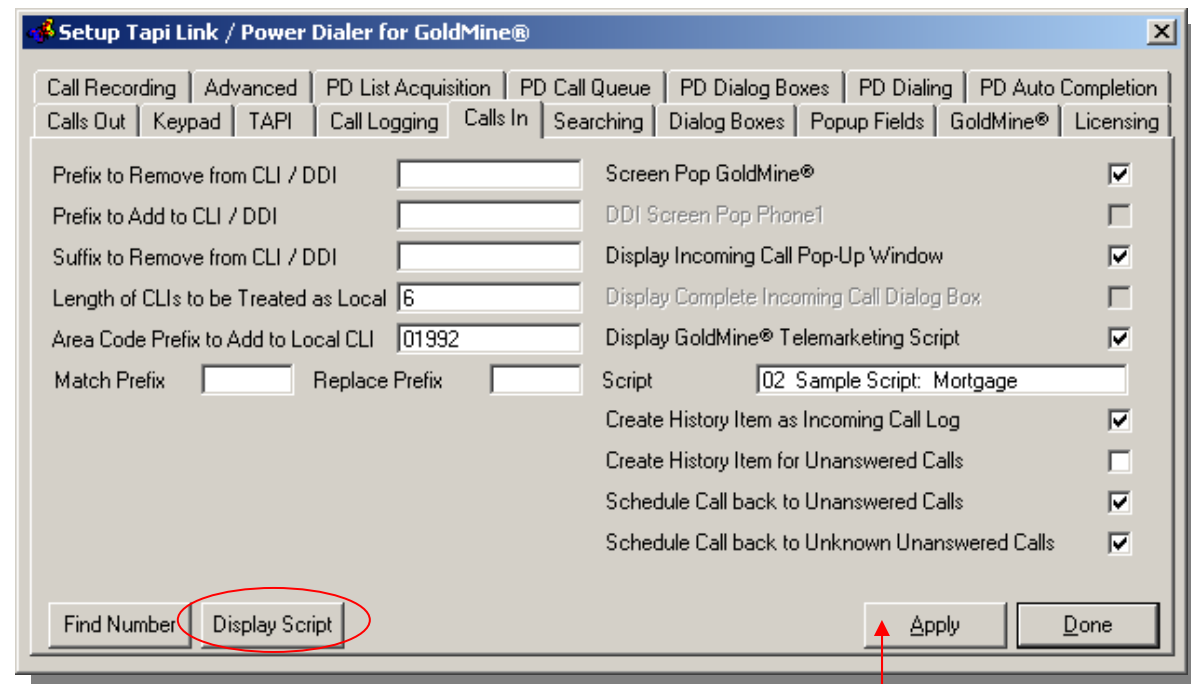 Setup Tapi Link / Power Dialer for GoldMine®
Call Recording
Advanced
PD List Acquisition
PD Call Queue
PD Dialog Boxes
PD Dialing
PD Auto Completion
Calls Out
Keypad
TAPI
Call Logging
Calls In
Searching
Dialog Boxes
Popup Fields
GoldMine®
Licensing
Prefix to Remove from CLI / DDI
Prefix to Add to CLI / DDI
Suffix to Remove from CLI / DDI
Length of CLIs to be Treated as Local 6
Area Code Prefix to Add to Local CLI 01992
Match Prefix
Replace Prefix
Screen Pop GoldMine®
DDI Screen Pop Phone1
Display Incoming Call Pop-Up Window
Display Complete Incoming Call Dialog Box
Display GoldMine® Telemarketing Script
Script 02 Sample Script: Mortgage
Create History Item as Incoming Call Log
Create History Item for Unanswered Calls
Schedule Call back to Unanswered Calls
Schedule Call back to Unknown Unanswered Calls
Find Number
Display Script
Apply
Done